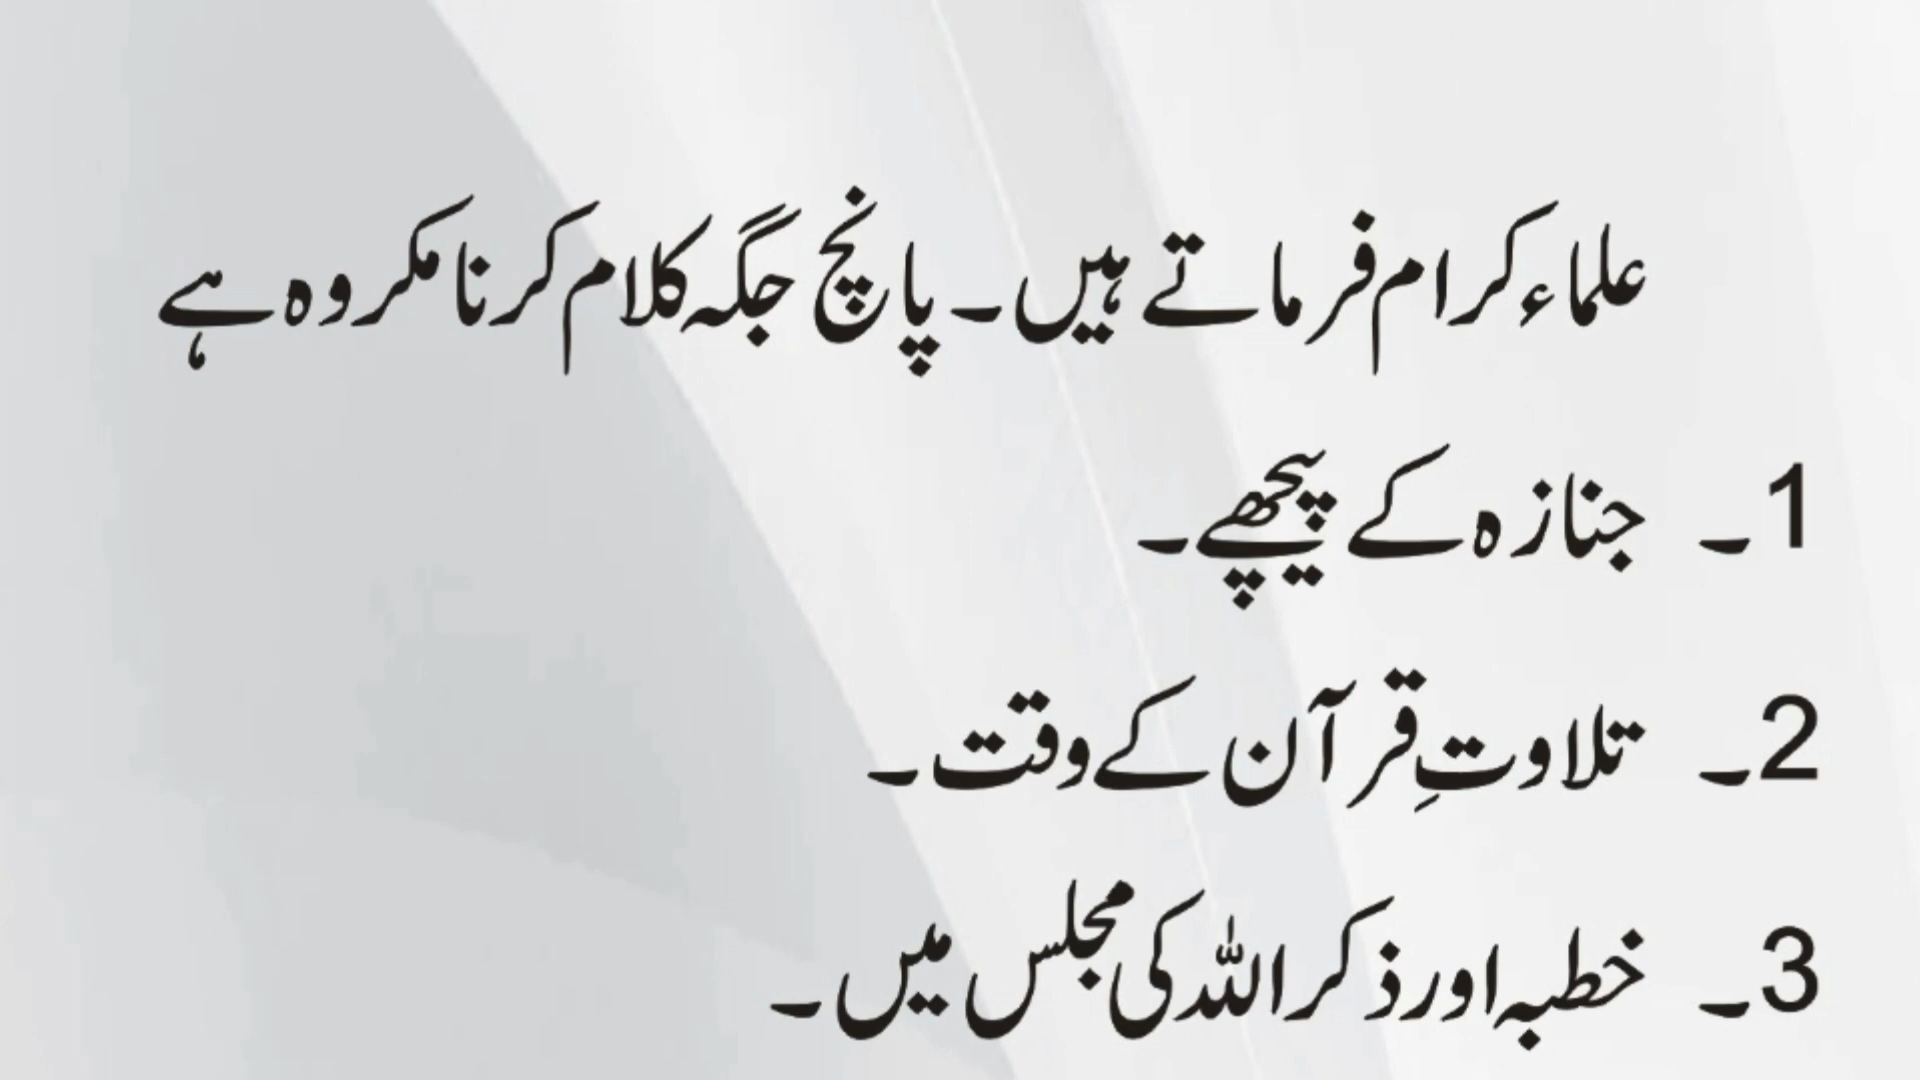 علماء کرام فرماتے ہیں۔ پانچ جگہ کلام کرنا مکروہ ہے
1۔ جنازہ کے پیچھے۔
2۔ تلاوتِ قرآن کے وقت۔
3۔ خطبہ اور ذکر اللہ کی مجلس میں۔